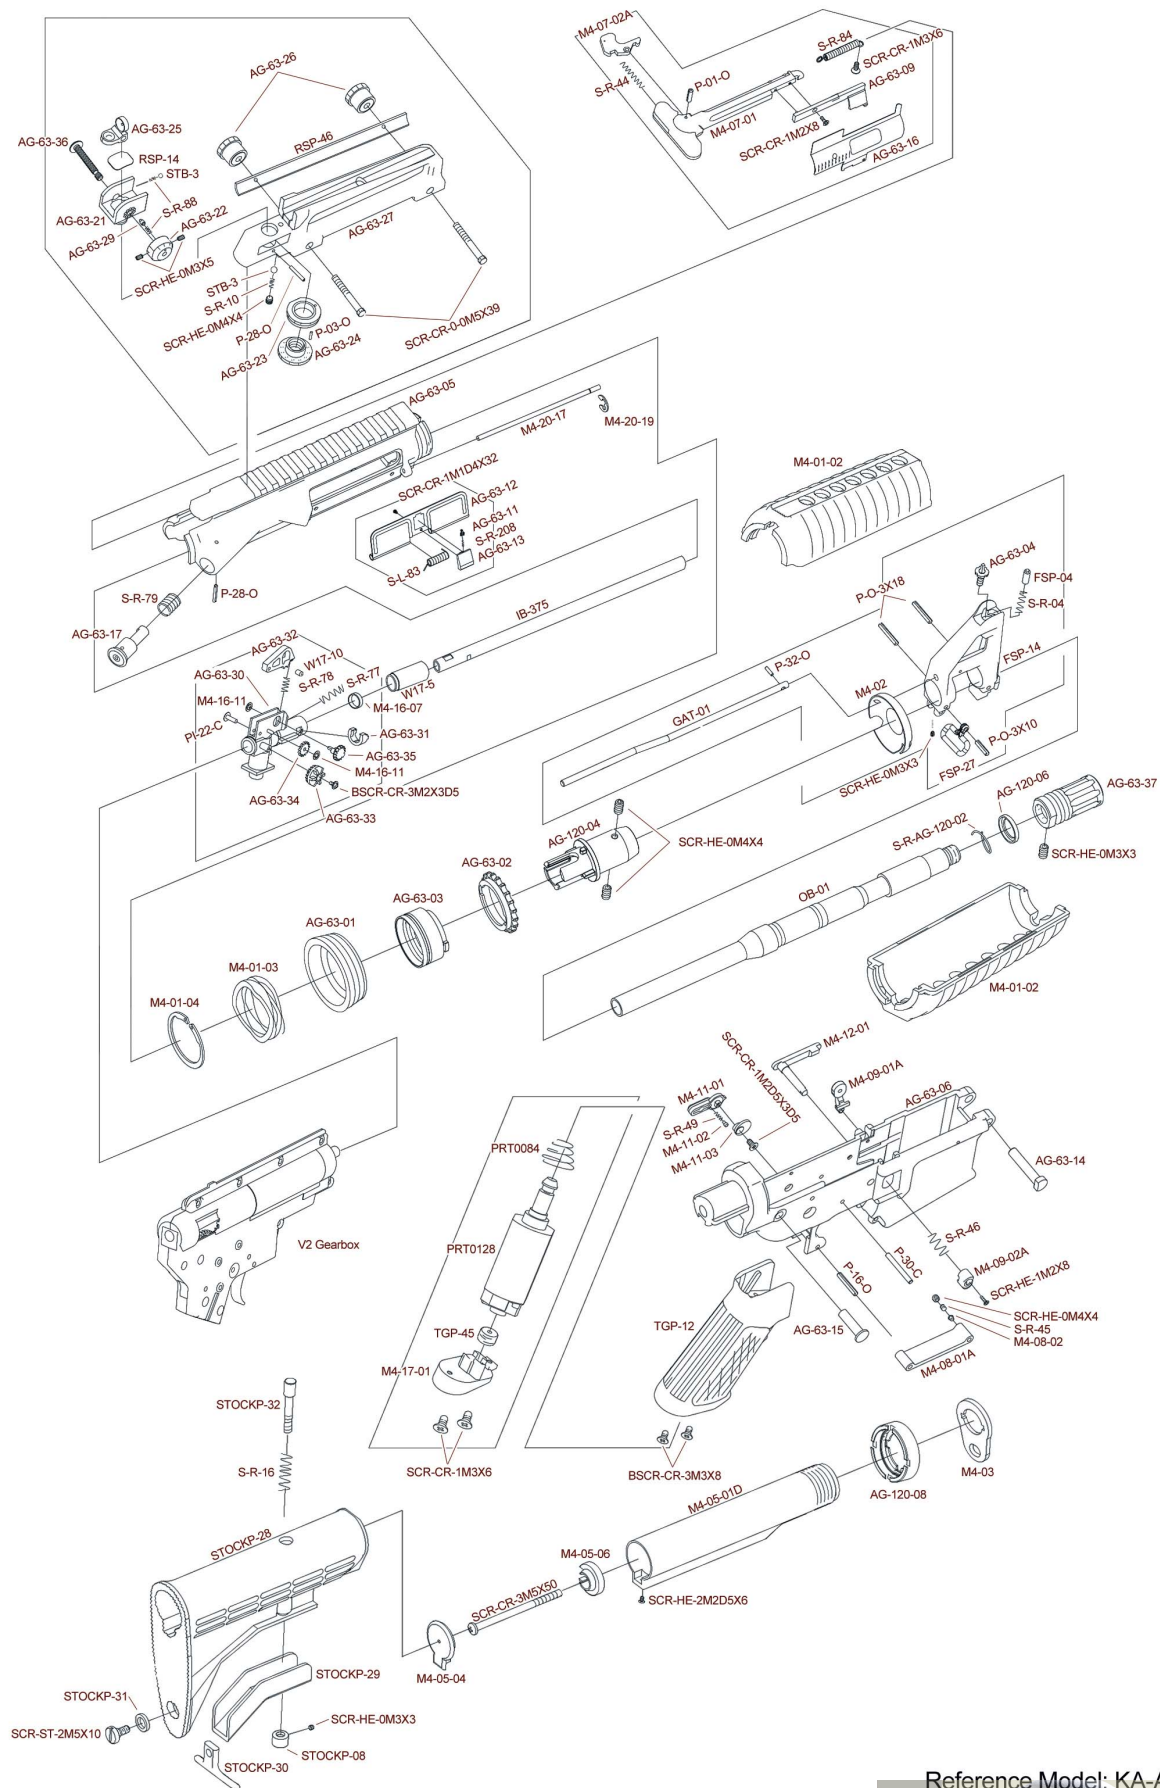 M4-07-02A
S-R-84
SCR-CR-1M3X6
AG-63-26
S-R-44
P-01-O
AG-63-09
M4-07-01
SCR-CR-1M2X8
AG-63-16
AG-63-36
AG-63-25
RSP-46
RSP-14
STB-3
S-R-88
AG-63-21
AG-63-22
AG-63-29
AG-63-27
SCR-HE-0M3X5
STB-3
S-R-10
SCR-HE-0M4X4
P-28-O
P-03-O
AG-63-23
AG-63-24
SCR-CR-0-0M5X39
AG-63-05
M4-20-17
M4-20-19
M4-01-02
SCR-CR-1M1D4X32
AG-63-12
AG-63-11
S-R-208
AG-63-13
S-L-83
P-28-O
S-R-79
AG-63-17
IB-375
AG-63-04
FSP-04
S-R-04
P-O-3X18
FSP-14
AG-63-32
W17-10
AG-63-30
S-R-78
S-R-77
W17-5
M4-16-11
M4-16-07
PI-22-C
AG-63-31
AG-63-35
M4-16-11
AG-63-34
BSCR-CR-3M2X3D5
AG-63-33
P-32-O
M4-02
GAT-01
P-O-3X10
SCR-HE-0M3X3
FSP-27
AG-120-06
AG-63-37
S-R-AG-120-02
SCR-HE-0M3X3
AG-120-04
SCR-HE-0M4X4
AG-63-02
AG-63-03
OB-01
AG-63-01
M4-01-03
M4-01-04
M4-01-02
M4-12-01
SCR-CR-1M2D5X3D5
M4-09-01A
M4-11-01
AG-63-06
S-R-49
M4-11-02
M4-11-03
AG-63-14
PRT0084
V2 Gearbox
PRT0128
S-R-46
P-30-C
M4-09-02A
P-16-O
SCR-HE-1M2X8
SCR-HE-0M4X4
S-R-45
M4-08-02
TGP-45
TGP-12
AG-63-15
M4-08-01A
M4-17-01
STOCKP-32
S-R-16
SCR-CR-1M3X6
BSCR-CR-3M3X8
M4-03
AG-120-08
M4-05-01D
STOCKP-28
M4-05-06
SCR-CR-3M5X50
SCR-HE-2M2D5X6
M4-05-04
STOCKP-29
STOCKP-31
SCR-ST-2M5X10
SCR-HE-0M3X3
STOCKP-08
STOCKP-30
Reference Model: KA-A